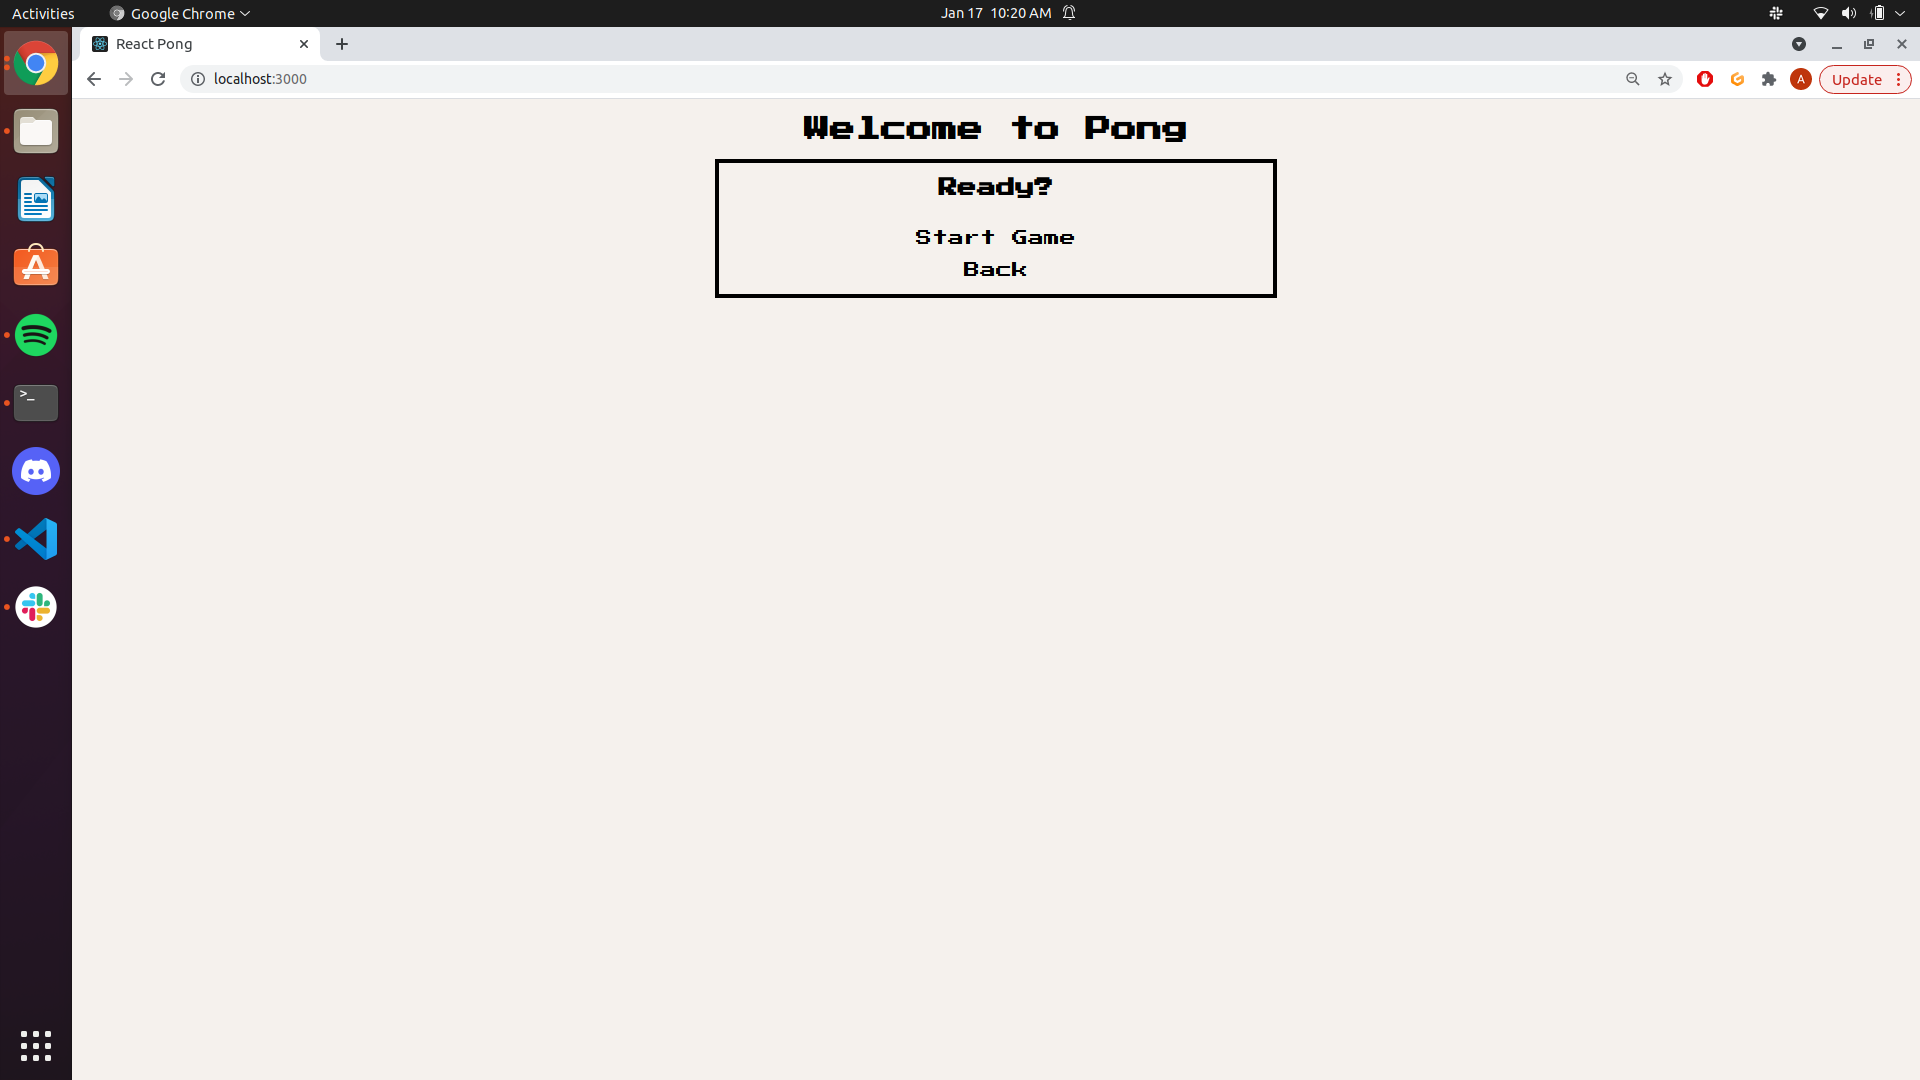 Activities
Google Chrome
Jan 17 10:20 AM
React Pong
localhost:3000
A
Update
Welcome to Pong
Ready?
Start Game
Back
>_